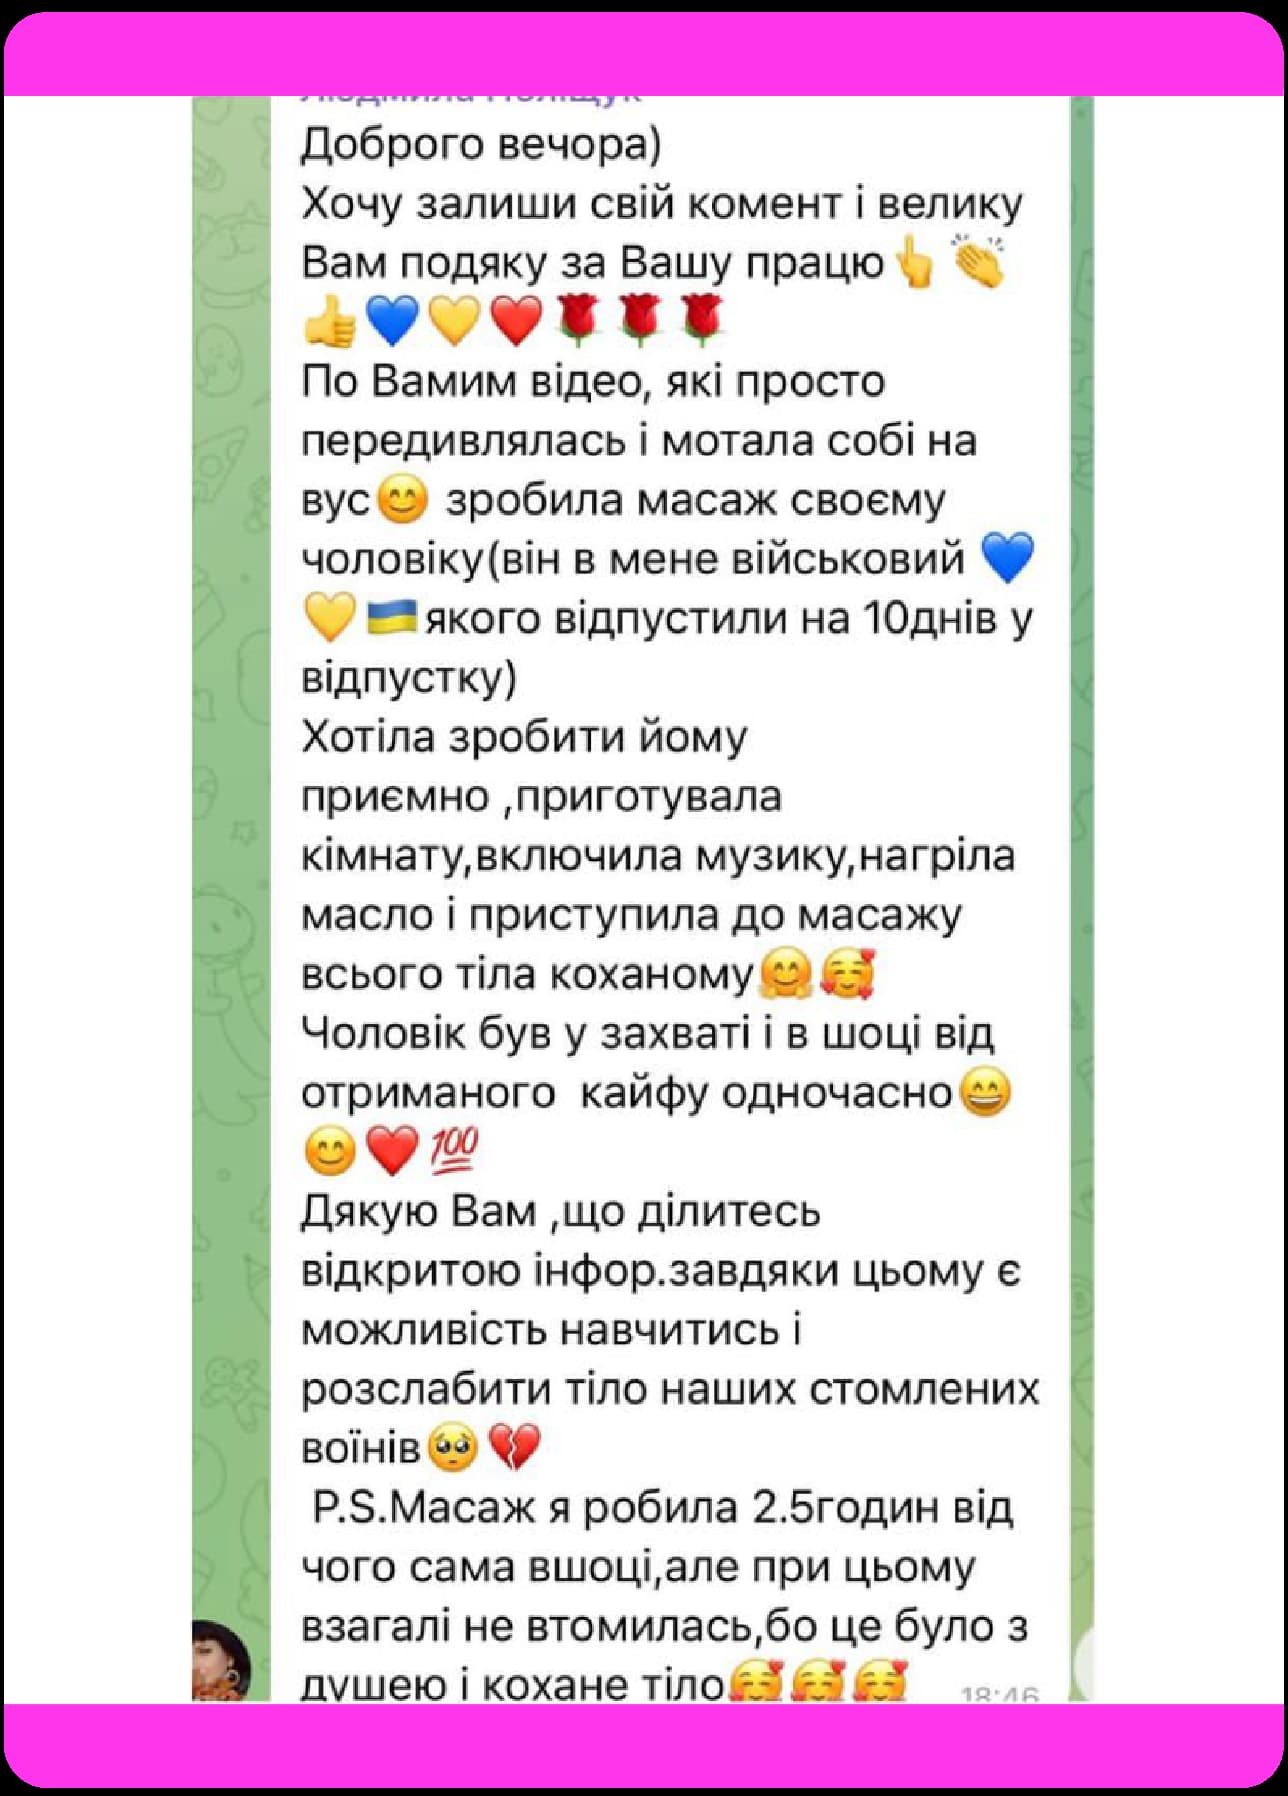 Доброго вечора)
Хочу залиши свій комент і велику
Вам подяку за Вашу працю👆👏
👍💙💛❤️🌹🌹🌹
По Вамим відео, які просто
передивлялась і мотала собі на
вус😊 зробила масаж своєму
чоловіку(він в мене військовий 💙
💛🇺🇦якого відпустили на 10днів у
відпустку)
Хотіла зробити йому
приємно ,приготувала
кімнату,включила музику,нагріла
масло і приступила до масажу
всього тіла коханому🤗🥰
Чоловік був у захваті і в шоці від
отриманого  кайфу одночасно😄
😊❤️💯
Дякую Вам ,що ділитесь
відкритою інфор.завдяки цьому є
можливість навчитись і
розслабити тіло наших стомлених
воїнів🥺💔
P.S.Масаж я робила 2.5годин від
чого сама вшоці,але при цьому
взагалі не втомилась,бо це було з
душею і кохане тіло🥰🥰🥰 18:46